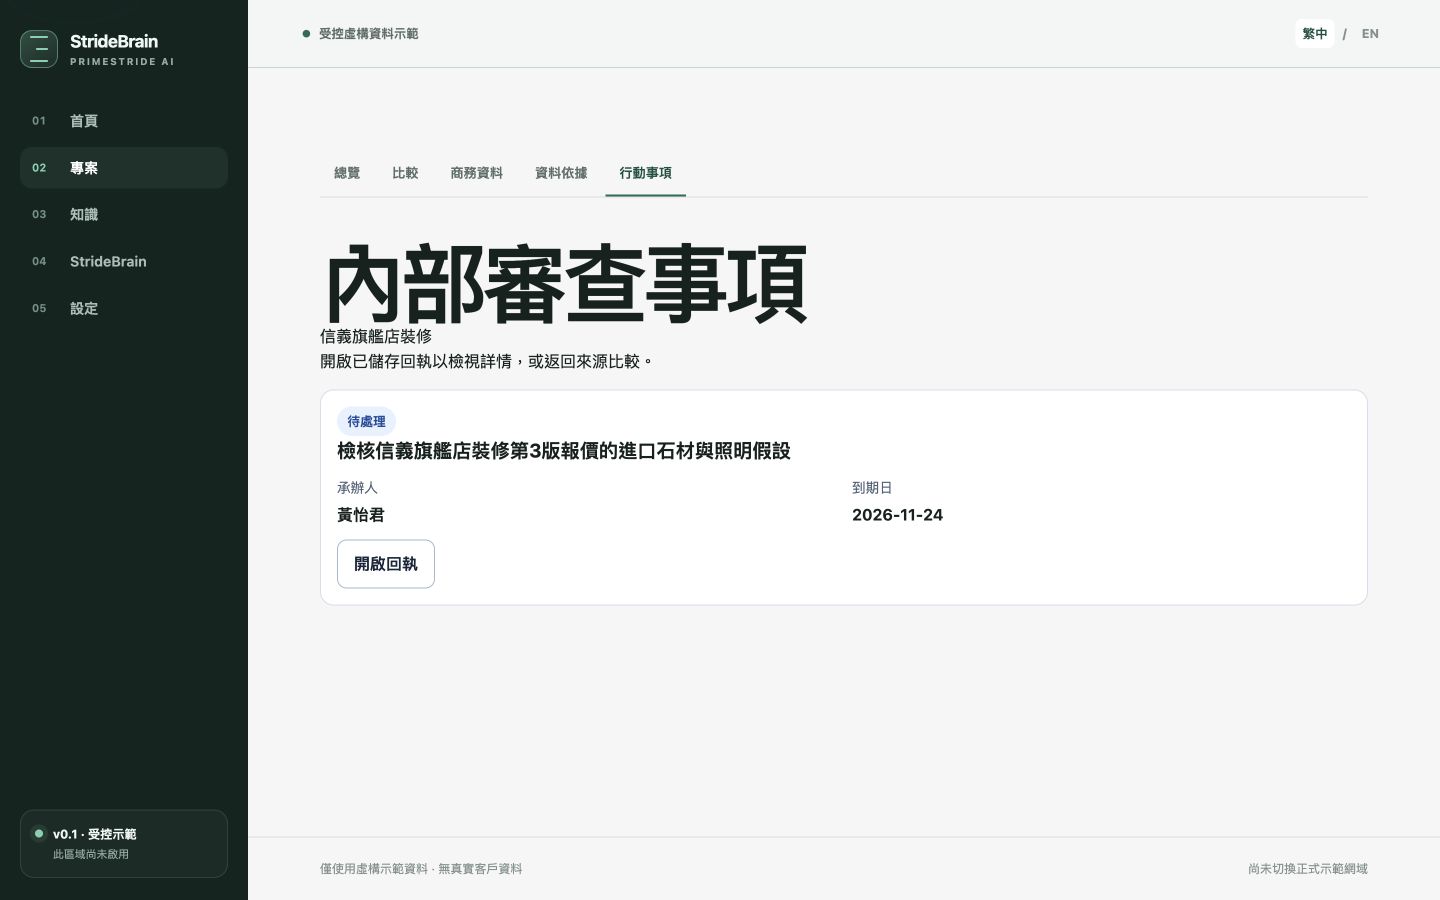 StrideBrain
PRIMESTRIDE AI
01 首頁
02 專案
03 知識
04 StrideBrain
05 設定
v0.1 · 受控示範
此區域尚未啟用
受控虛構資料示範
繁中 / EN
總覽 比較 商務資料 資料依據 行動事項
內部審查事項
信義旗艦店裝修
開啟已儲存回執以檢視詳情，或返回來源比較。
待處理
檢核信義旗艦店裝修第3版報價的進口石材與照明假設
承辦人 到期日
黃怡君 2026-11-24
開啟回執
僅使用虛構示範資料 · 無真實客戶資料 尚未切換正式示範網域